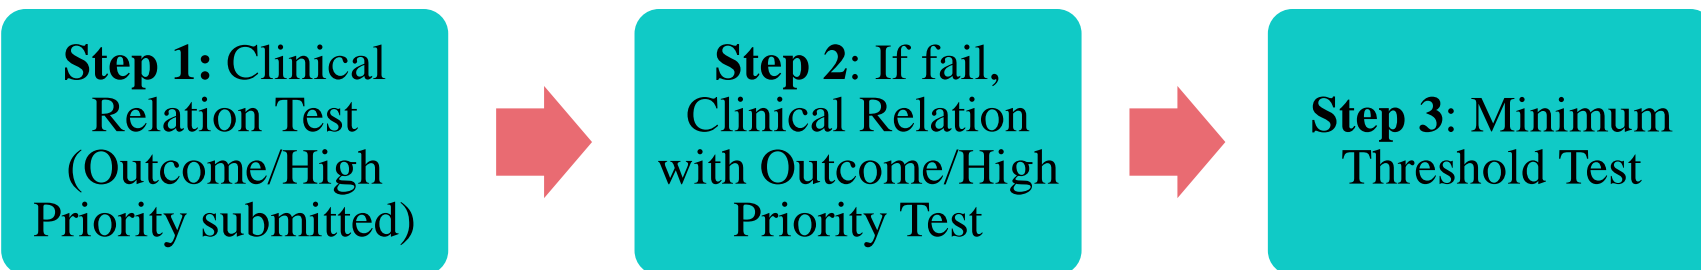 Step 1: Clinical
Relation Test
(Outcome/High
Priority submitted)
Step 2: If fail,
Clinical Relation
with Outcome/High
Priority Test
Step 3: Minimum
Threshold Test